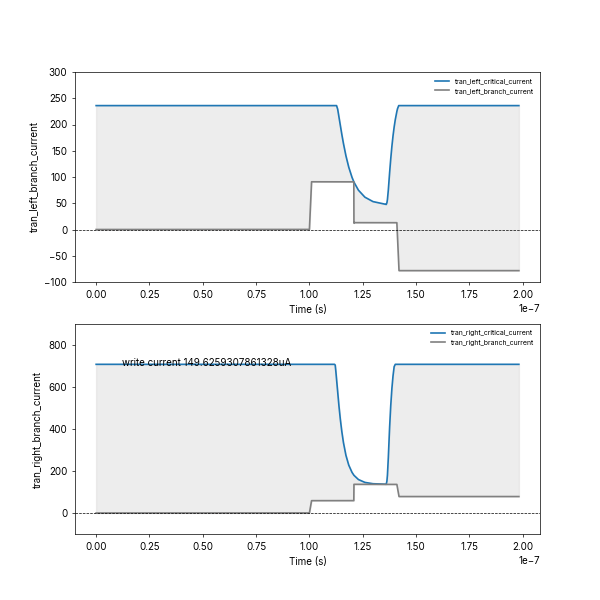 300
250
200
150
100
50
0
−50
−100
tran_left_branch_current
tran_left_critical_current
tran_left_branch_current
0.00 0.25 0.50 0.75 1.00 1.25 1.50 1.75 2.00
1e−7
Time (s)
800
600
400
200
0
tran_right_branch_current
tran_right_critical_current
tran_right_branch_current
write current 149.6259307861328uA
0.00 0.25 0.50 0.75 1.00 1.25 1.50 1.75 2.00
1e−7
Time (s)